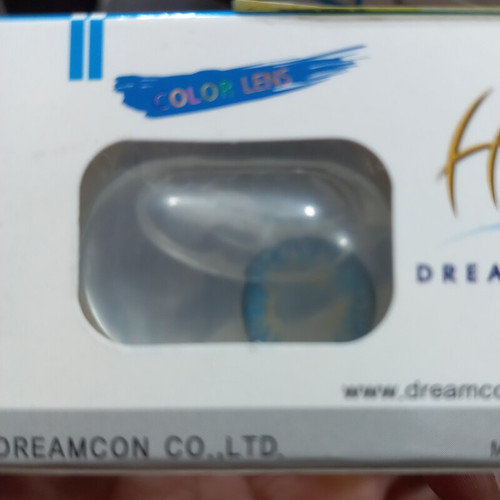 COLOR LENS
H
DREA
www.dreamco
DREAMCON CO.,LTD.
M